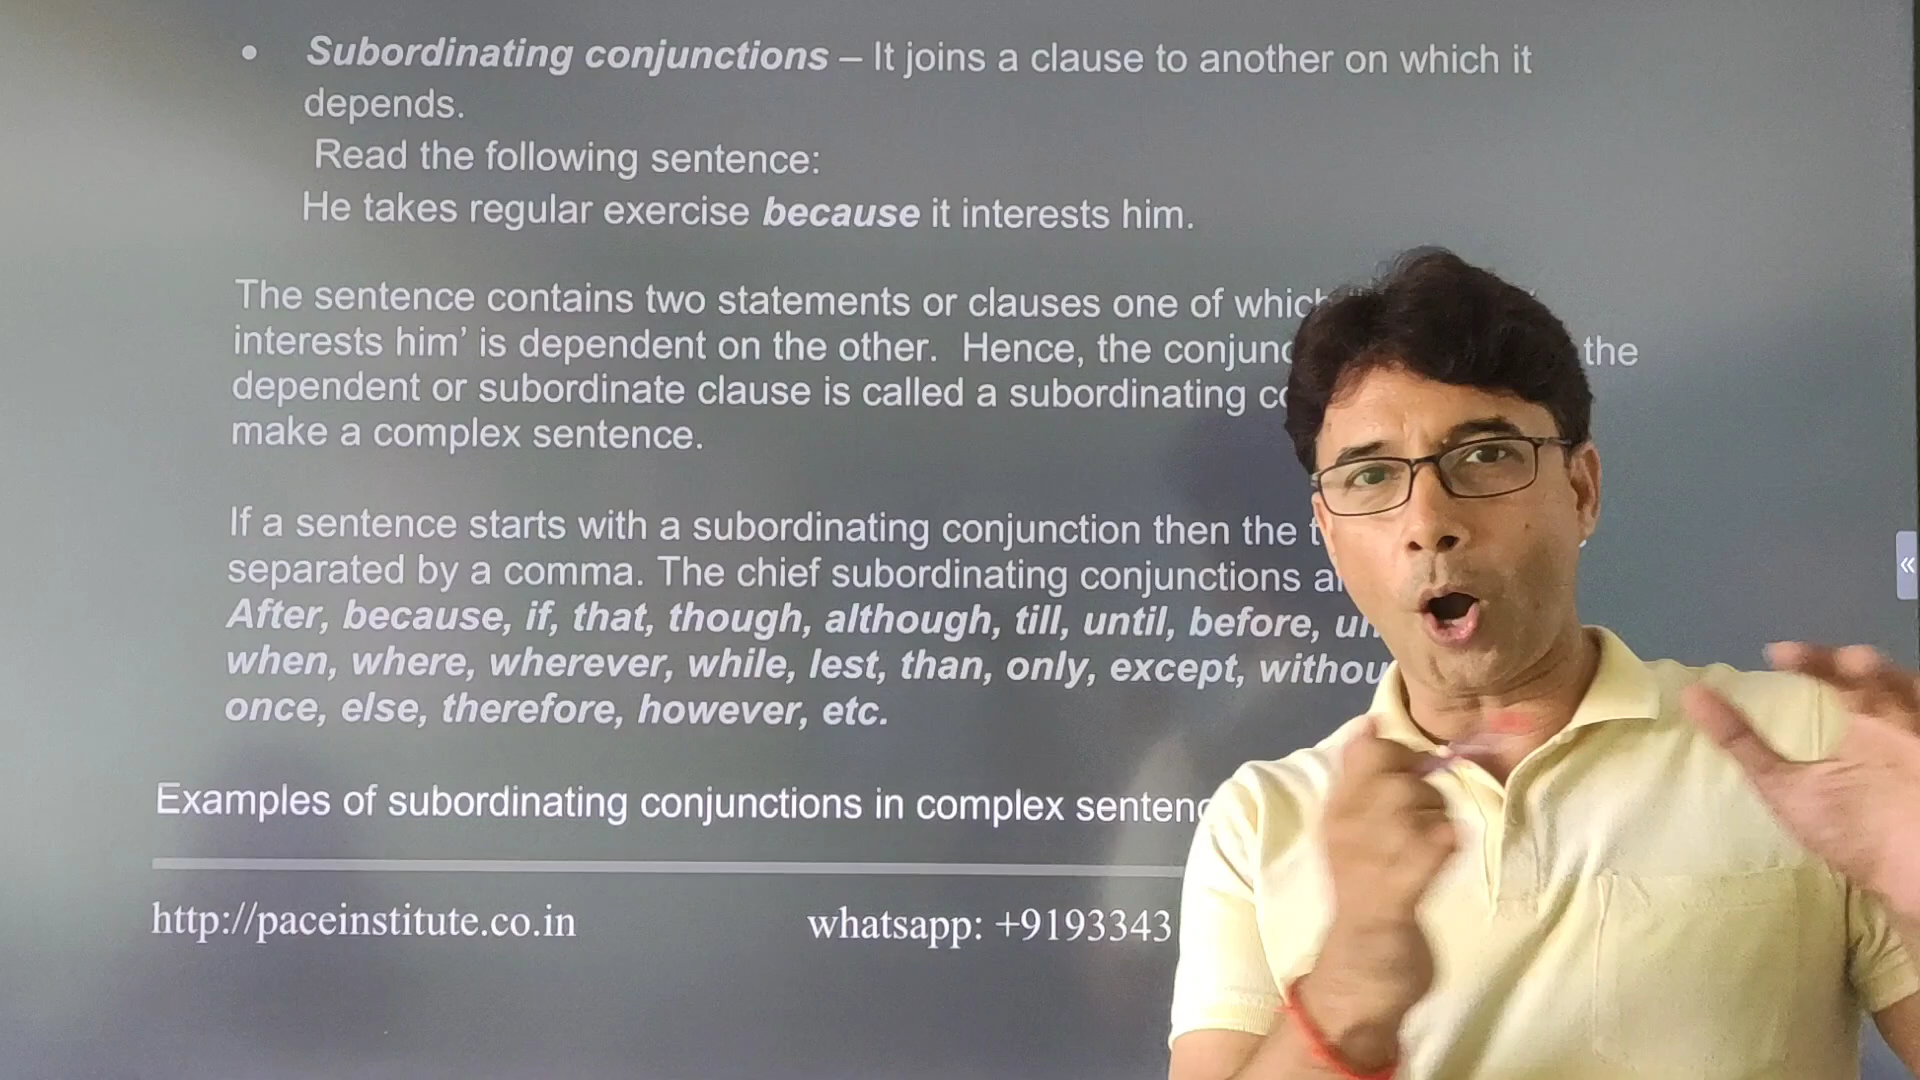 • Subordinating conjunctions – It joins a clause to another on which it
depends.
Read the following sentence:
He takes regular exercise because it interests him.
The sentence contains two statements or clauses one of which
interests him’ is dependent on the other. Hence, the the
dependent or subordinate clause is called a subordinating
make a complex sentence.
If a sentence starts with a subordinating conjunction then the
separated by a comma. The chief subordinating conjunctions
After, because, if, that, though, although, till, until, before,
when, where, wherever, while, lest, than, only, except,
once, else, therefore, however, etc.
Examples of subordinating conjunctions in complex
http://paceinstitute.co.in whatsapp: +9193343
«